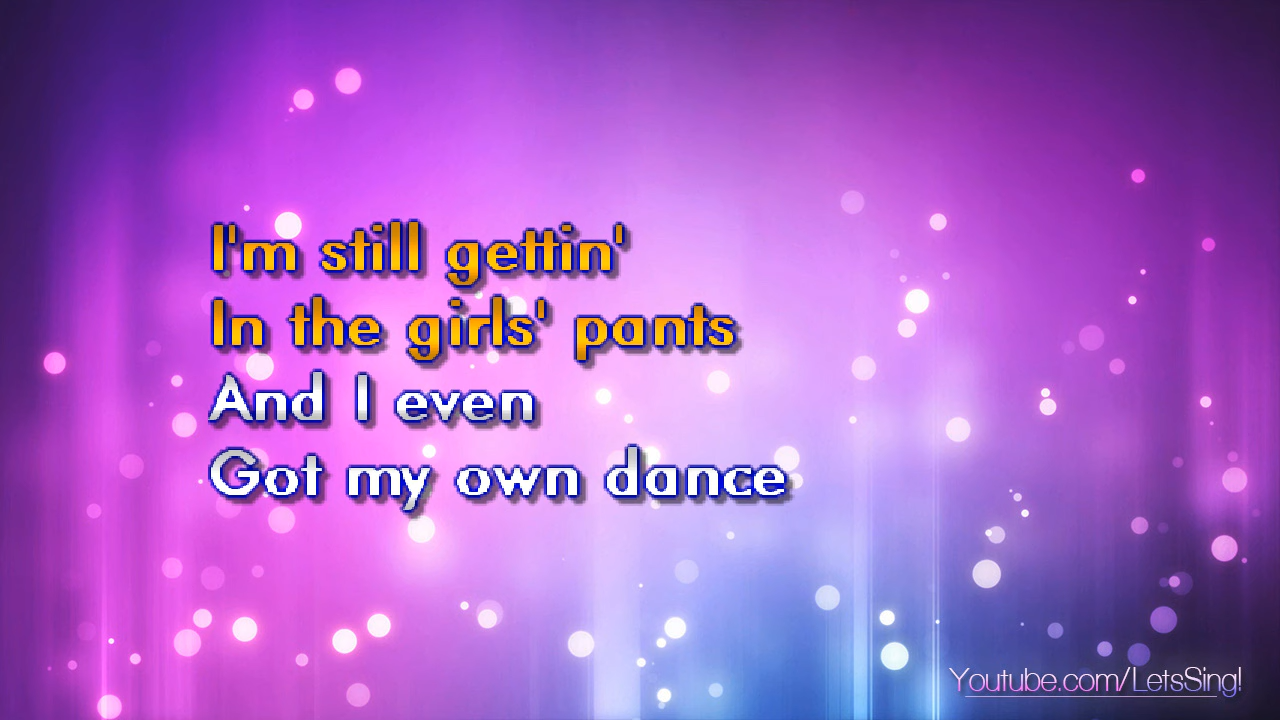 I'm still gettin'
In the girls' pants
And I even
Got my own dance
Youtube.com/LetsSing!